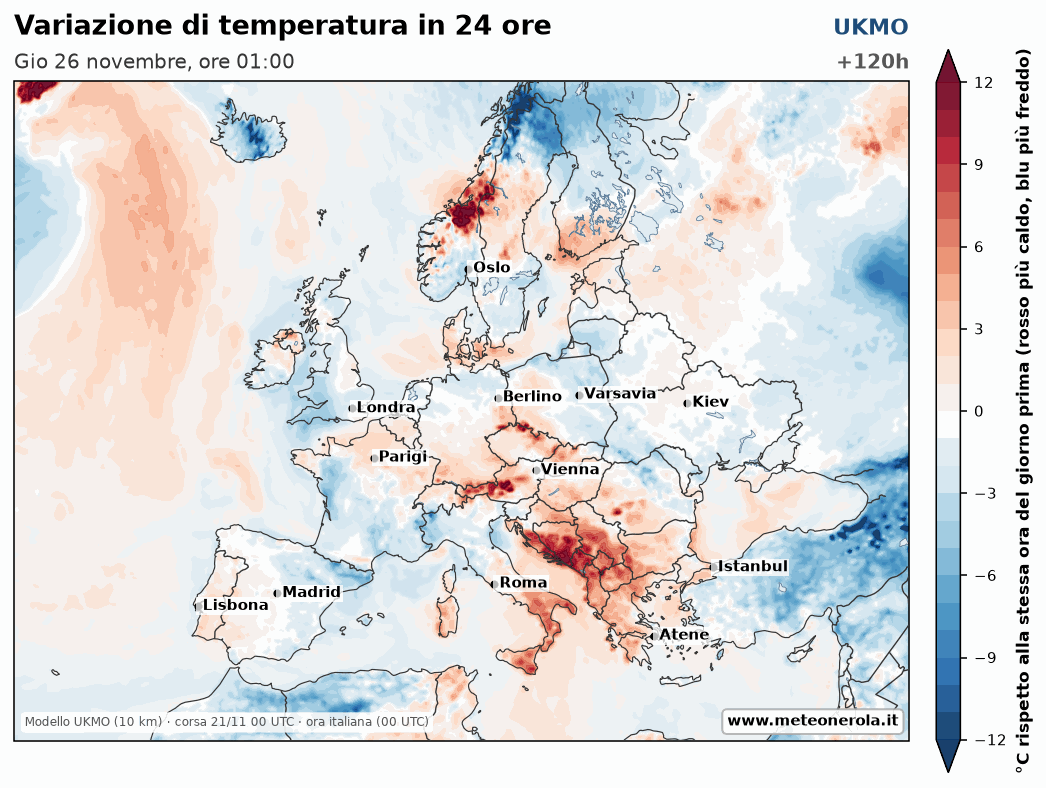 Variazione di temperatura in 24 ore
UKMO
Gio 26 novembre, ore 01:00
+120h
Oslo
Londra
Berlino
Varsavia
Kiev
Parigi
Vienna
Istanbul
Roma
Madrid
Lisbona
Atene
Modello UKMO (10 km) · corsa 21/11 00 UTC · ora italiana (00 UTC)
www.meteonerola.it
12
9
6
3
0
−3
−6
−9
−12
°C rispetto alla stessa ora del giorno prima (rosso più caldo, blu più freddo)